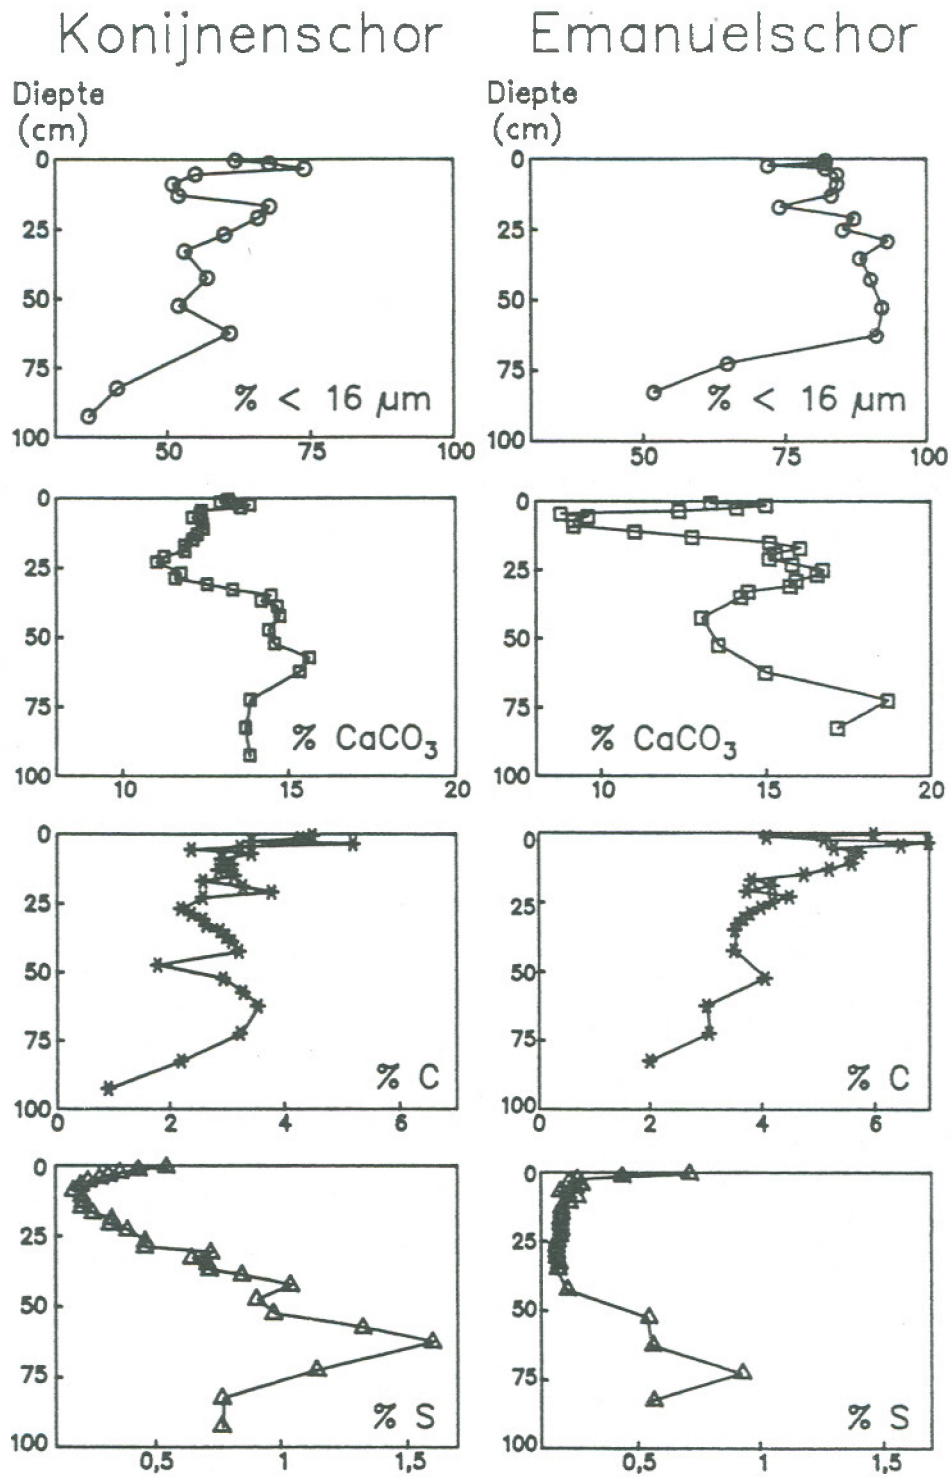 Konijnenschor Emanuelschor
Diepte Diepte
(cm) (cm)
0 0
25 25
50 50
75 75
% < 16 µm % < 16 µm
100 100
50 75 100 50 75 100
0 0
25 25
50 50
75 75
% CaCO₃ % CaCO₃
100 100
10 15 20 10 15 20
0 0
25 25
50 50
75 75
% C % C
100 100
0 2 4 6 0 2 4 6
0 0
25 25
50 50
75 75
% S % S
100 100
0,5 1 1,5 0,5 1 1,5